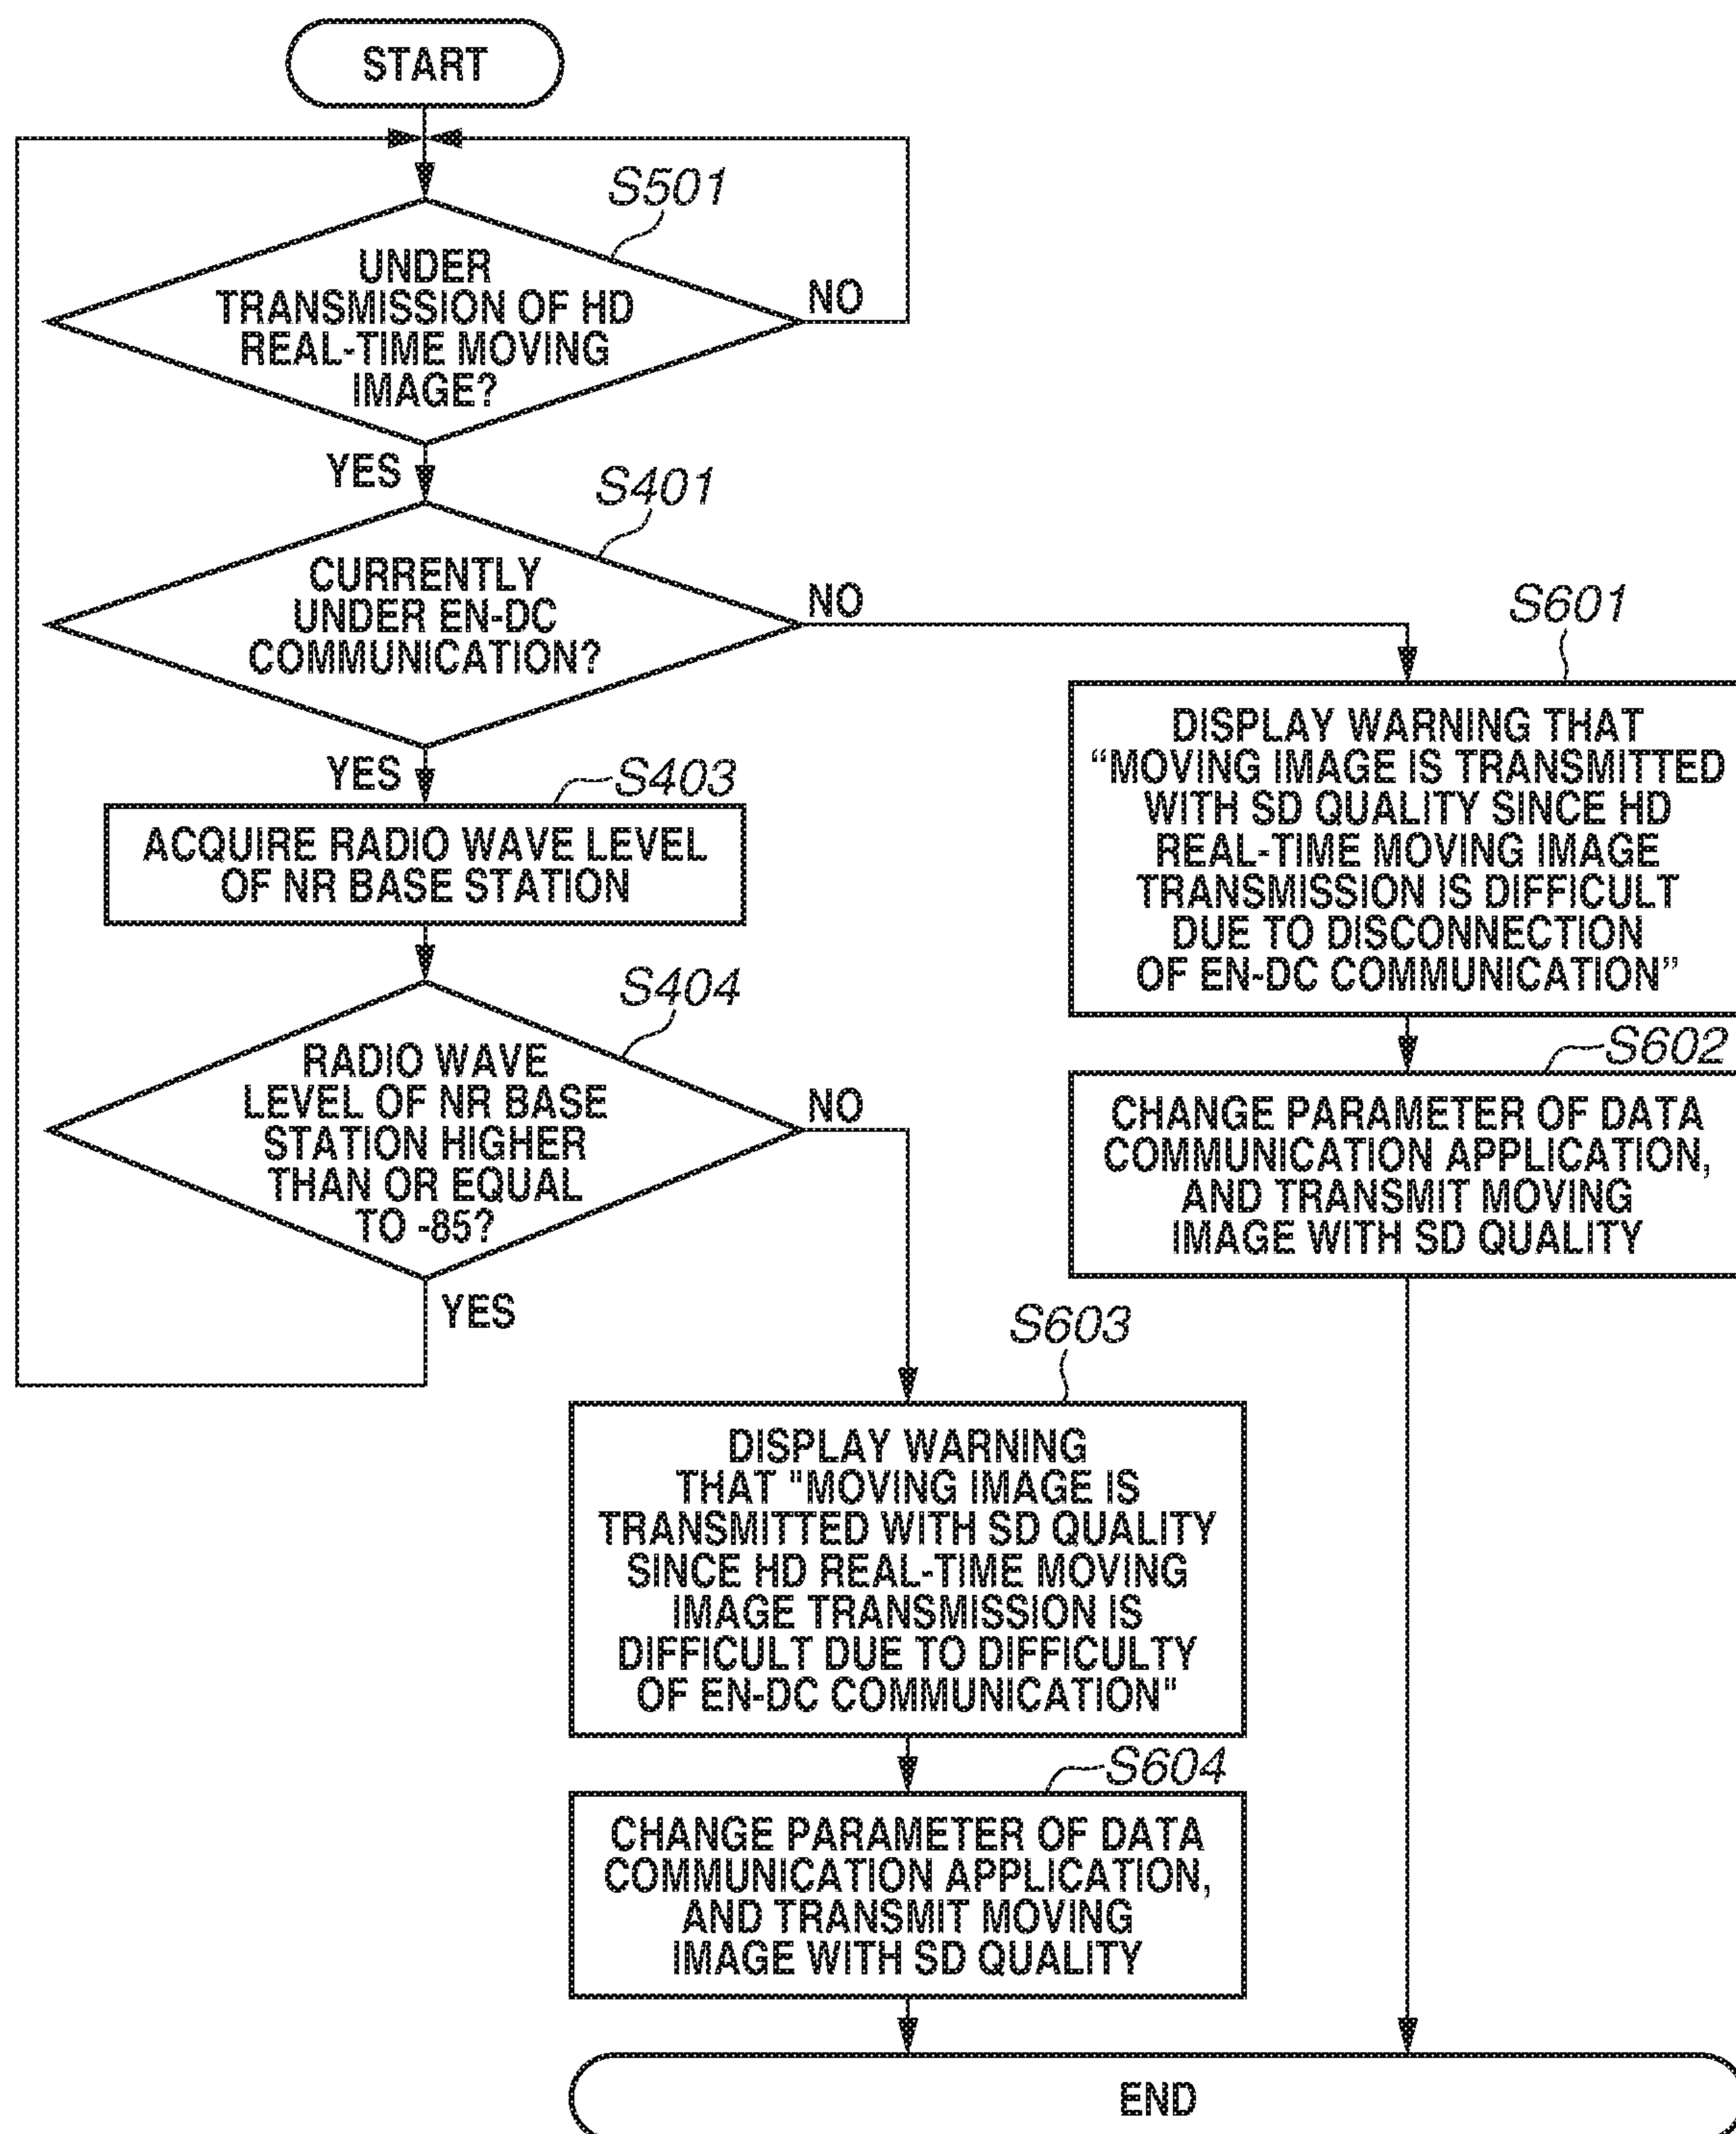 START
S501
UNDER
TRANSMISSION OF HD
REAL-TIME MOVING
IMAGE?
NO
YES
S401
CURRENTLY
UNDER EN-DC
COMMUNICATION?
NO
YES
S403
ACQUIRE RADIO WAVE LEVEL
OF NR BASE STATION
S404
RADIO WAVE
LEVEL OF NR BASE
STATION HIGHER
THAN OR EQUAL
TO -85?
NO
YES
S601
DISPLAY WARNING THAT
“MOVING IMAGE IS TRANSMITTED
WITH SD QUALITY SINCE HD
REAL-TIME MOVING IMAGE
TRANSMISSION IS DIFFICULT
DUE TO DISCONNECTION
OF EN-DC COMMUNICATION”
S602
CHANGE PARAMETER OF DATA
COMMUNICATION APPLICATION,
AND TRANSMIT MOVING
IMAGE WITH SD QUALITY
S603
DISPLAY WARNING
THAT "MOVING IMAGE IS
TRANSMITTED WITH SD QUALITY
SINCE HD REAL-TIME MOVING
IMAGE TRANSMISSION IS
DIFFICULT DUE TO DIFFICULTY
OF EN-DC COMMUNICATION"
S604
CHANGE PARAMETER OF DATA
COMMUNICATION APPLICATION,
AND TRANSMIT MOVING
IMAGE WITH SD QUALITY
END